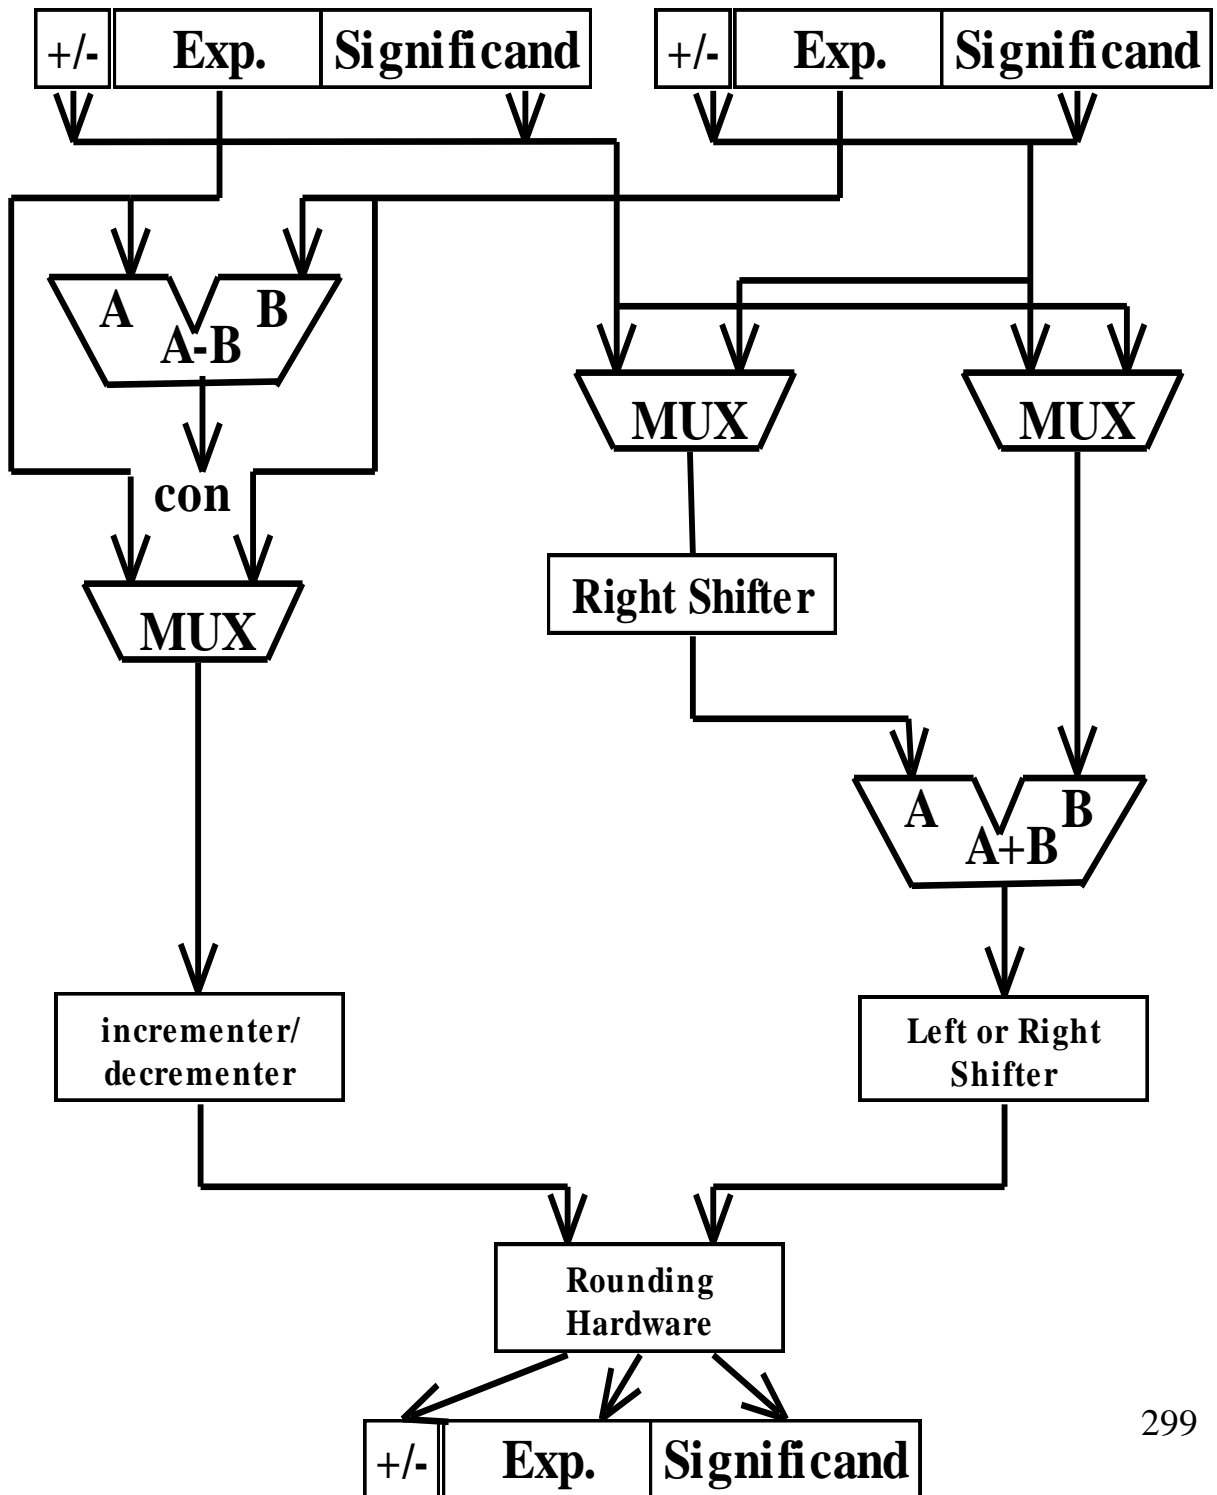 +/- Exp. Significand +/- Exp. Significand
A B
A-B
MUX MUX
con
Right Shifter
MUX
A B
A+B
incrementer/
decrementer
Left or Right
Shifter
Rounding
Hardware
299
+/- Exp. Significand